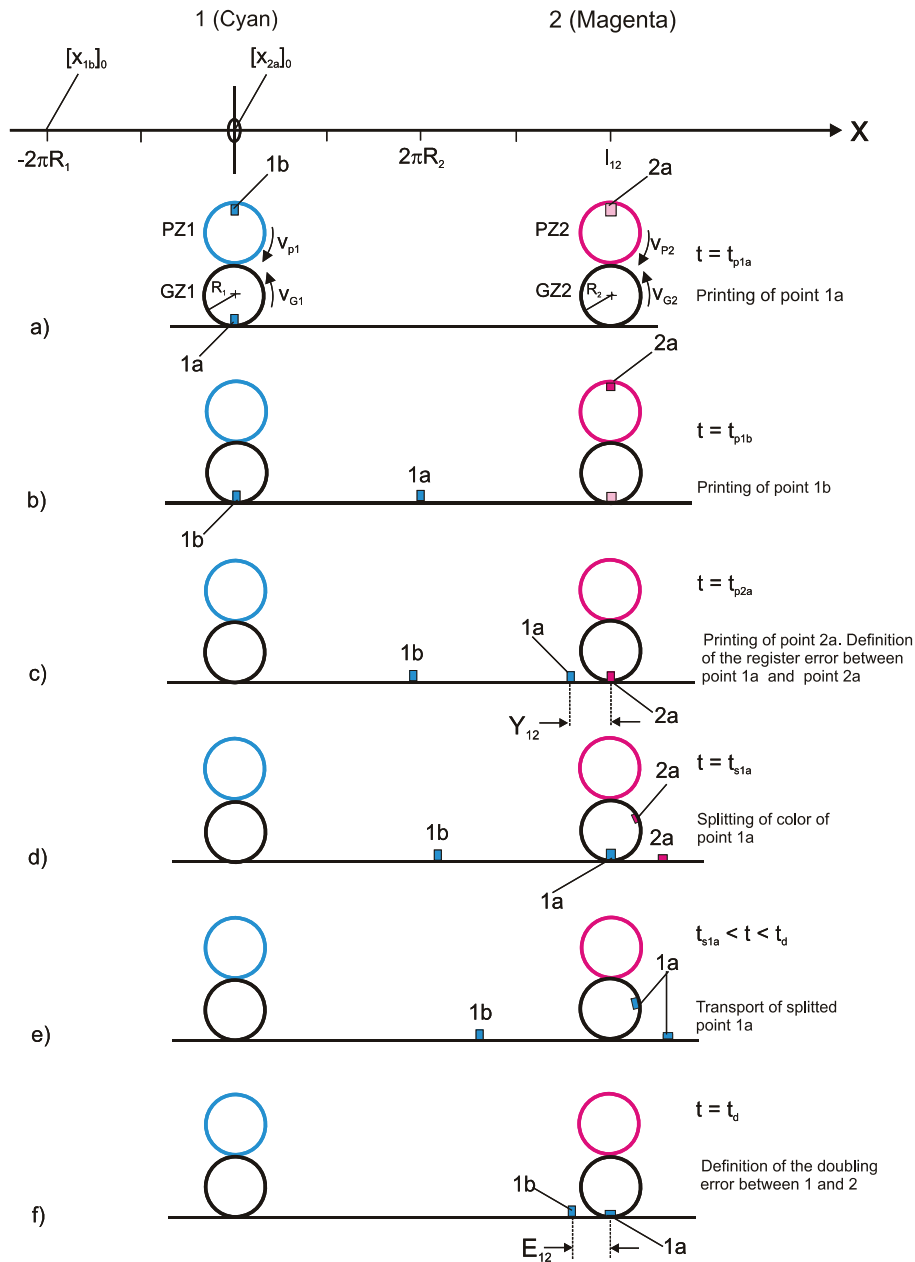 1 (Cyan) 2 (Magenta)
[x1b]0 [x2a]0
X
-2πR1 2πR2 l12
1b 2a
PZ1 vp1 PZ2 vP2 t = tp1a
GZ1 R1 vG1 GZ2 R2 vG2 Printing of point 1a
a)
1a
2a
t = tp1b
1a Printing of point 1b
b)
1b
t = tp2a
1a Printing of point 2a. Definition
1b of the register error between
c) point 1a and point 2a
Y12 2a
2a t = ts1a
Splitting of color of
1b 2a point 1a
d)
1a
ts1a < t < td
1a
Transport of splitted
1b point 1a
e)
t = td
Definition of the doubling
1b error between 1 and 2
f)
E12 1a